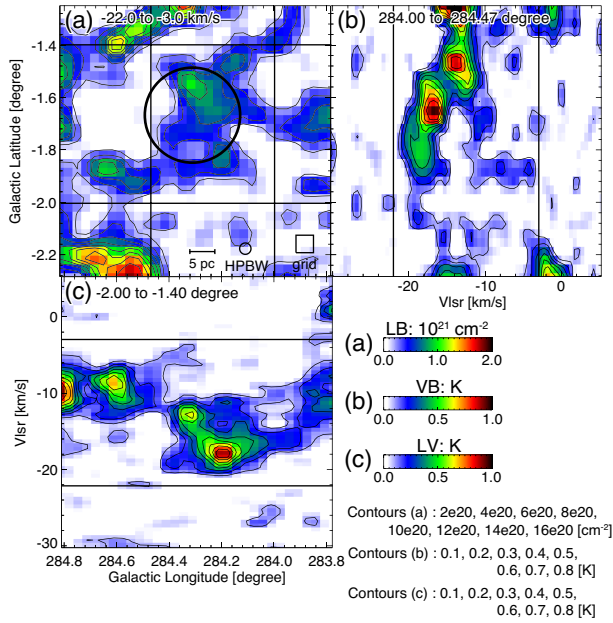 (a) -22.0 to -3.0 km/s
(b) 284.00 to 284.47 degree
-1.4
-1.6
-1.8
-2.0
-2.2
Galactic Latitude [degree]
5 pc
HPBW
grid
-20 -10 0
Vlsr [km/s]
(c) -2.00 to -1.40 degree
0
-10
-20
-30
Vlsr [km/s]
284.8 284.6 284.4 284.2 284.0 283.8
Galactic Longitude [degree]
(a) LB: 10²¹ cm⁻²
0.0 1.0 2.0
(b) VB: K
0.0 0.5 1.0
(c) LV: K
0.0 0.5 1.0
Contours (a) : 2e20, 4e20, 6e20, 8e20,
10e20, 12e20, 14e20, 16e20 [cm⁻²]
Contours (b) : 0.1, 0.2, 0.3, 0.4, 0.5,
0.6, 0.7, 0.8 [K]
Contours (c) : 0.1, 0.2, 0.3, 0.4, 0.5,
0.6, 0.7, 0.8 [K]